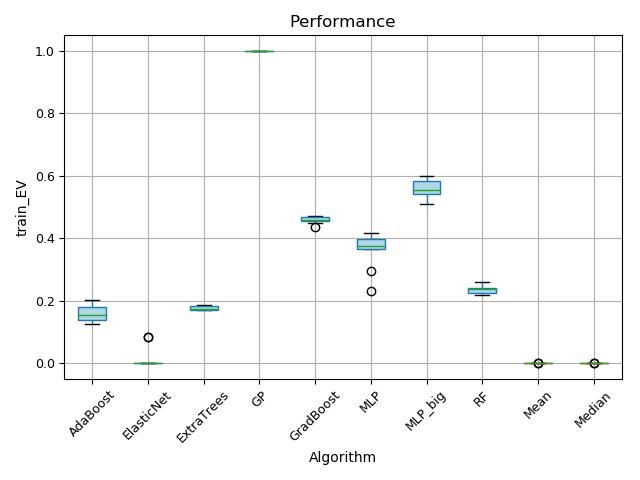 Performance
train_EV
1.0
0.8
0.6
0.4
0.2
0.0
AdaBoost
ElasticNet
ExtraTrees
GP
GradBoost
MLP
MLP_big
RF
Mean
Median
Algorithm